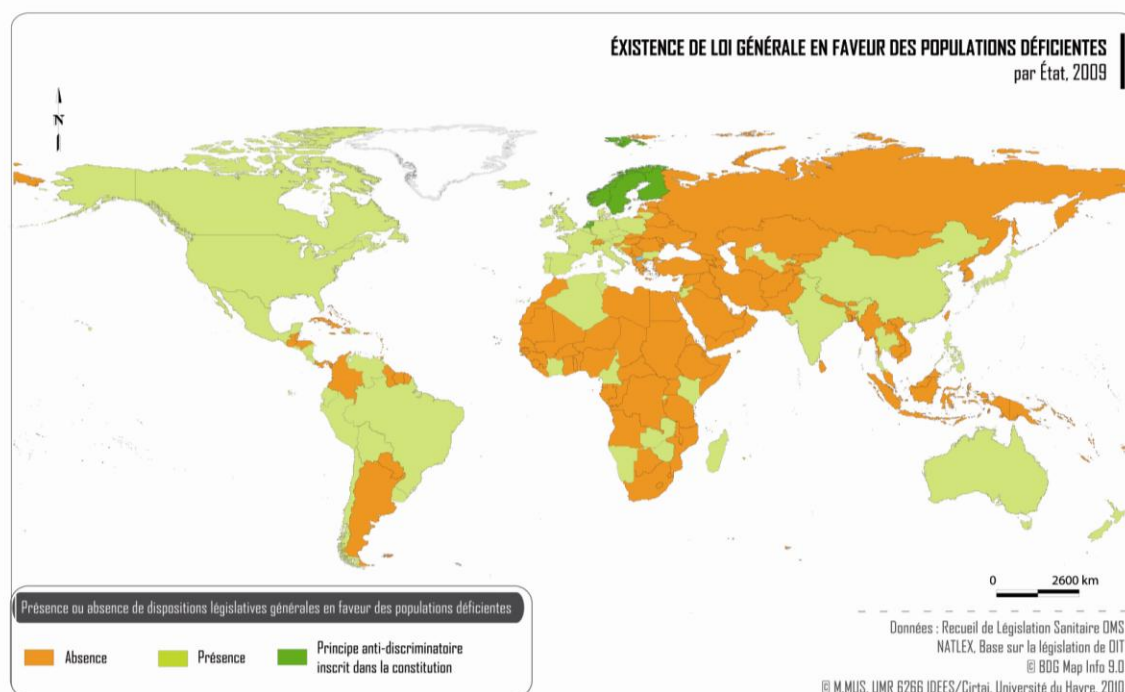 ÉXISTENCE DE LOI GÉNÉRALE EN FAVEUR DES POPULATIONS DÉFICIENTES
par État, 2009
N
0 2600 km
Présence ou absence de dispositions législatives générales en faveur des populations déficientes
Absence
Présence
Principe anti-discriminatoire
inscrit dans la constitution
Données : Recueil de Législation Sanitaire OMS
NATLEX, Base sur la législation de OIT
© BDG Map Info 9.0
© M.MUS, UMR 6266 IDEES/Cirtai, Université du Havre, 2010